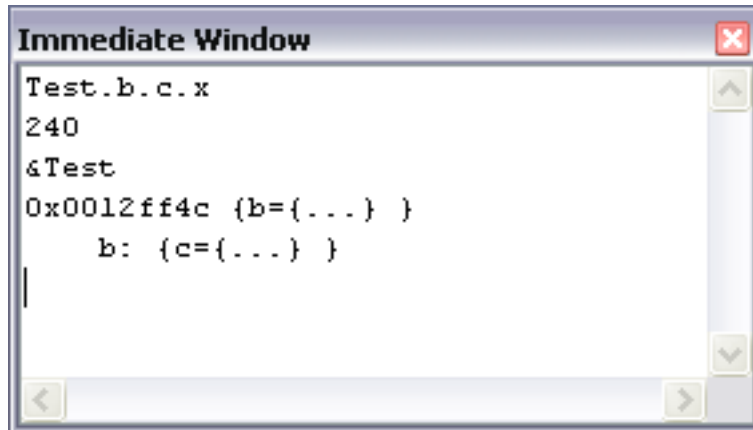 Immediate Window
Test.b.c.x
240
&Test
0x0012ff4c {b={...} }
    b: {c={...} }